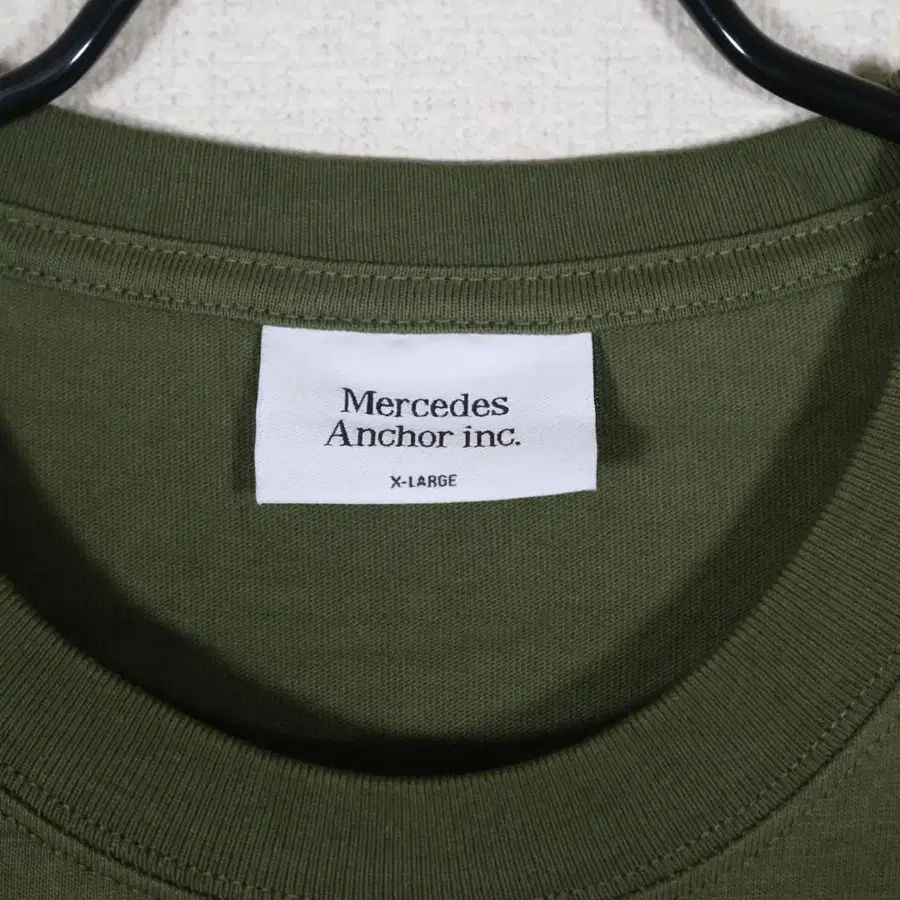 Mercedes
Anchor inc.
X-LARGE